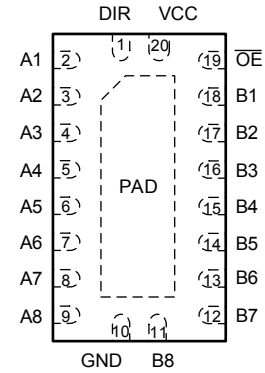 DIR VCC
1 20
A1 2 19 O̅E̅
A2 3 18 B1
A3 4 17 B2
A4 5 16 B3
PAD
A5 6 15 B4
A6 7 14 B5
A7 8 13 B6
A8 9 12 B7
10 11
GND B8